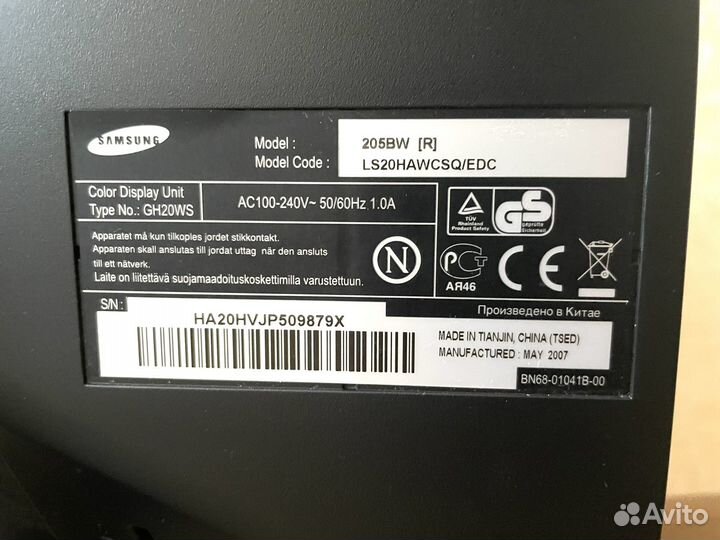 SAMSUNG
Model : 205BW [R]
Model Code : LS20HAWCSQ/EDC
Color Display Unit
Type No.: GH20WS
AC100-240V~ 50/60Hz 1.0A
TÜV
Rheinland
Product Safety
GS
geprüfte
Sicherheit
Apparatet må kun tilkoples jordet stikkontakt.
Apparaten skall anslutas till jordat uttag när den ansluts
till ett nätverk.
Laite on liitettävä suojamaadoituskoskettimilla varustettuun.
N
РСТ
АЯ46
CE
S/N :
Произведено в Китае
HA20HVJP509879X
MADE IN TIANJIN, CHINA (TSED)
MANUFACTURED : MAY 2007
BN68-01041B-00
Avito